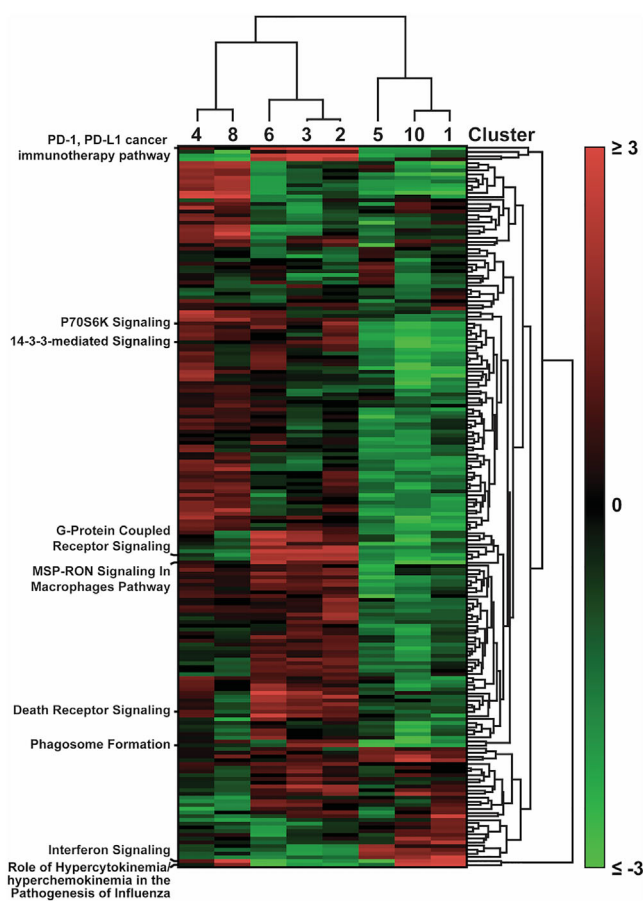 4 8 6 3 2 5 10 1 Cluster
PD-1, PD-L1 cancer
immunotherapy pathway
≥ 3
P70S6K Signaling
14-3-3-mediated Signaling
0
G-Protein Coupled
Receptor Signaling
MSP-RON Signaling In
Macrophages Pathway
Death Receptor Signaling
Phagosome Formation
Interferon Signaling
Role of Hypercytokinemia/
hyperchemokinemia in the
Pathogenesis of Influenza
≤ -3